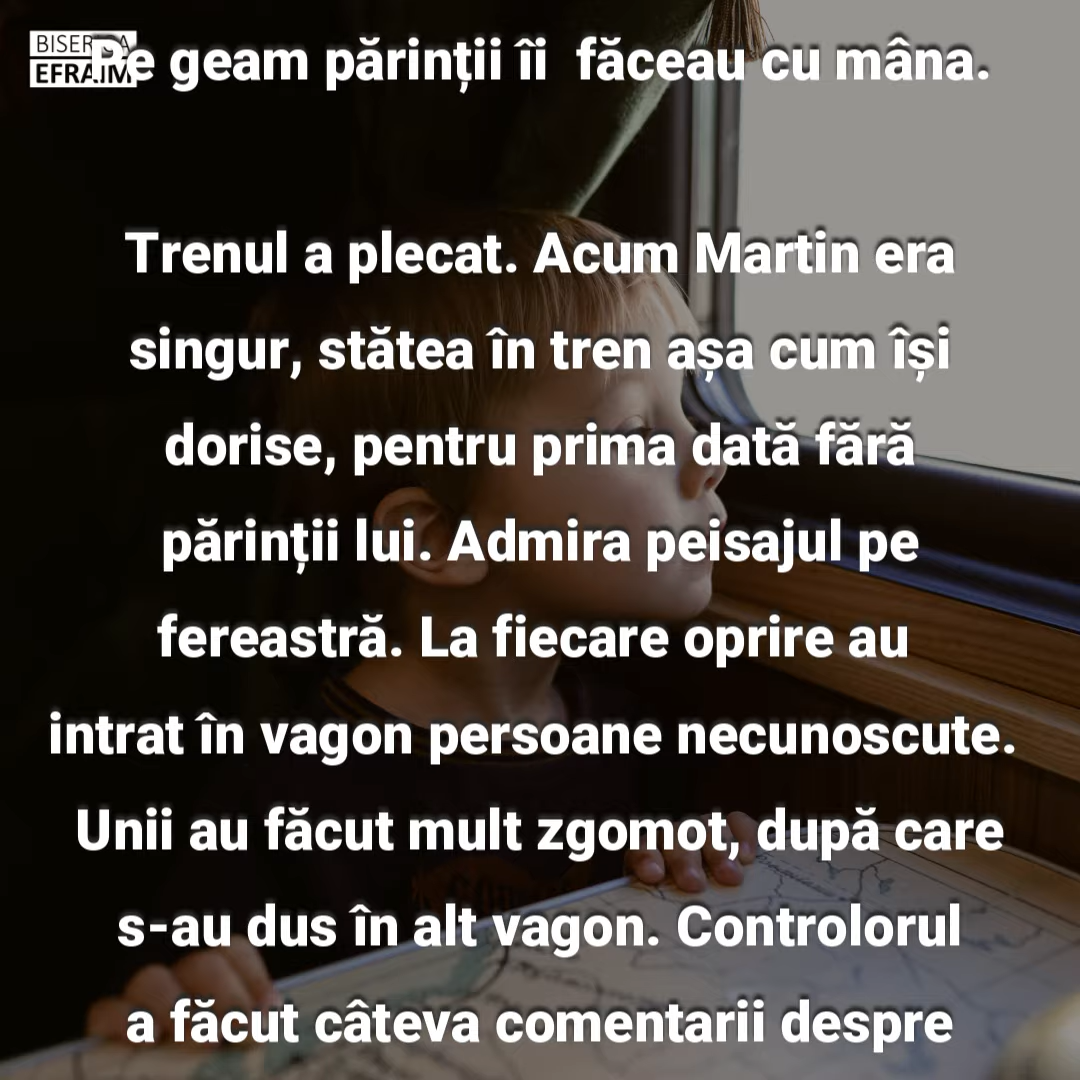 BISERICA
EFRAIM
Pe geam părinții îi făceau cu mâna.
Trenul a plecat. Acum Martin era
singur, stătea în tren așa cum își
dorise, pentru prima dată fără
părinții lui. Admira peisajul pe
fereastră. La fiecare oprire au
intrat în vagon persoane necunoscute.
Unii au făcut mult zgomot, după care
s-au dus în alt vagon. Controlorul
a făcut câteva comentarii despre